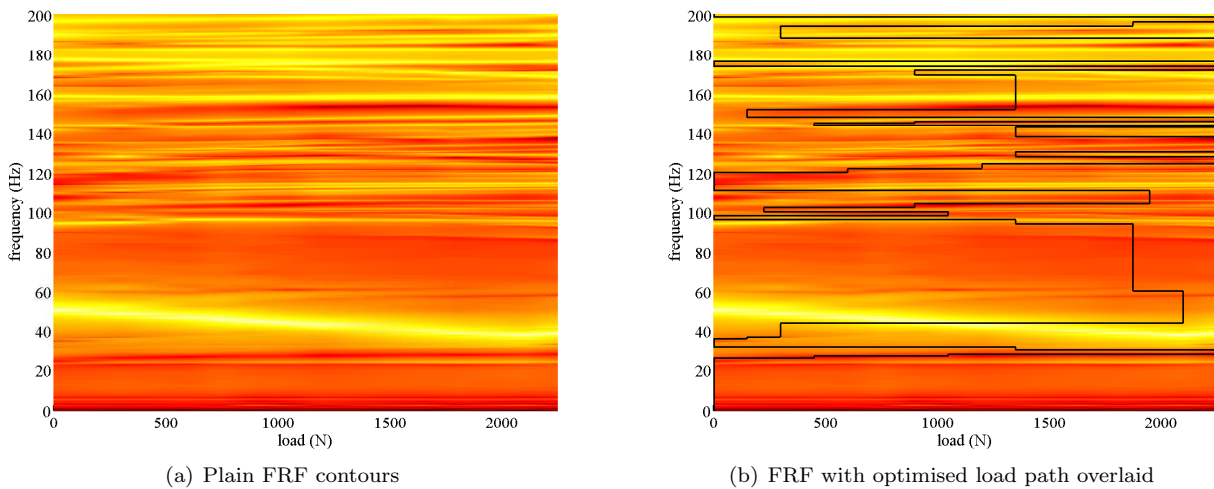 200
180
160
140
120
100
80
60
40
20
0
frequency (Hz)
0 500 1000 1500 2000
load (N)
(a) Plain FRF contours
200
180
160
140
120
100
80
60
40
20
0
frequency (Hz)
0 500 1000 1500 2000
load (N)
(b) FRF with optimised load path overlaid